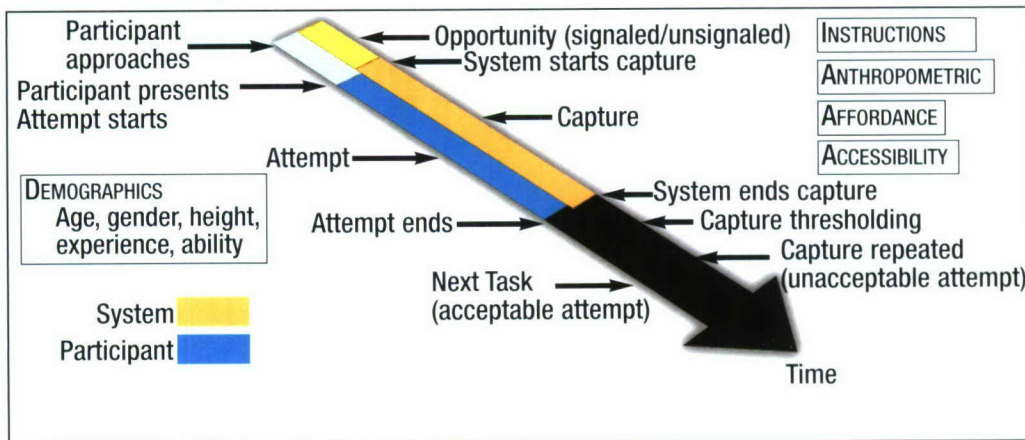 Participant
approaches
Participant presents
Attempt starts
Attempt
Attempt ends
Next Task
(acceptable attempt)
Opportunity (signaled/unsignaled)
System starts capture
Capture
System ends capture
Capture thresholding
Capture repeated
(unacceptable attempt)
Time
INSTRUCTIONS
ANTHROPOMETRIC
AFFORDANCE
ACCESSIBILITY
DEMOGRAPHICS
Age, gender, height,
experience, ability
System
Participant